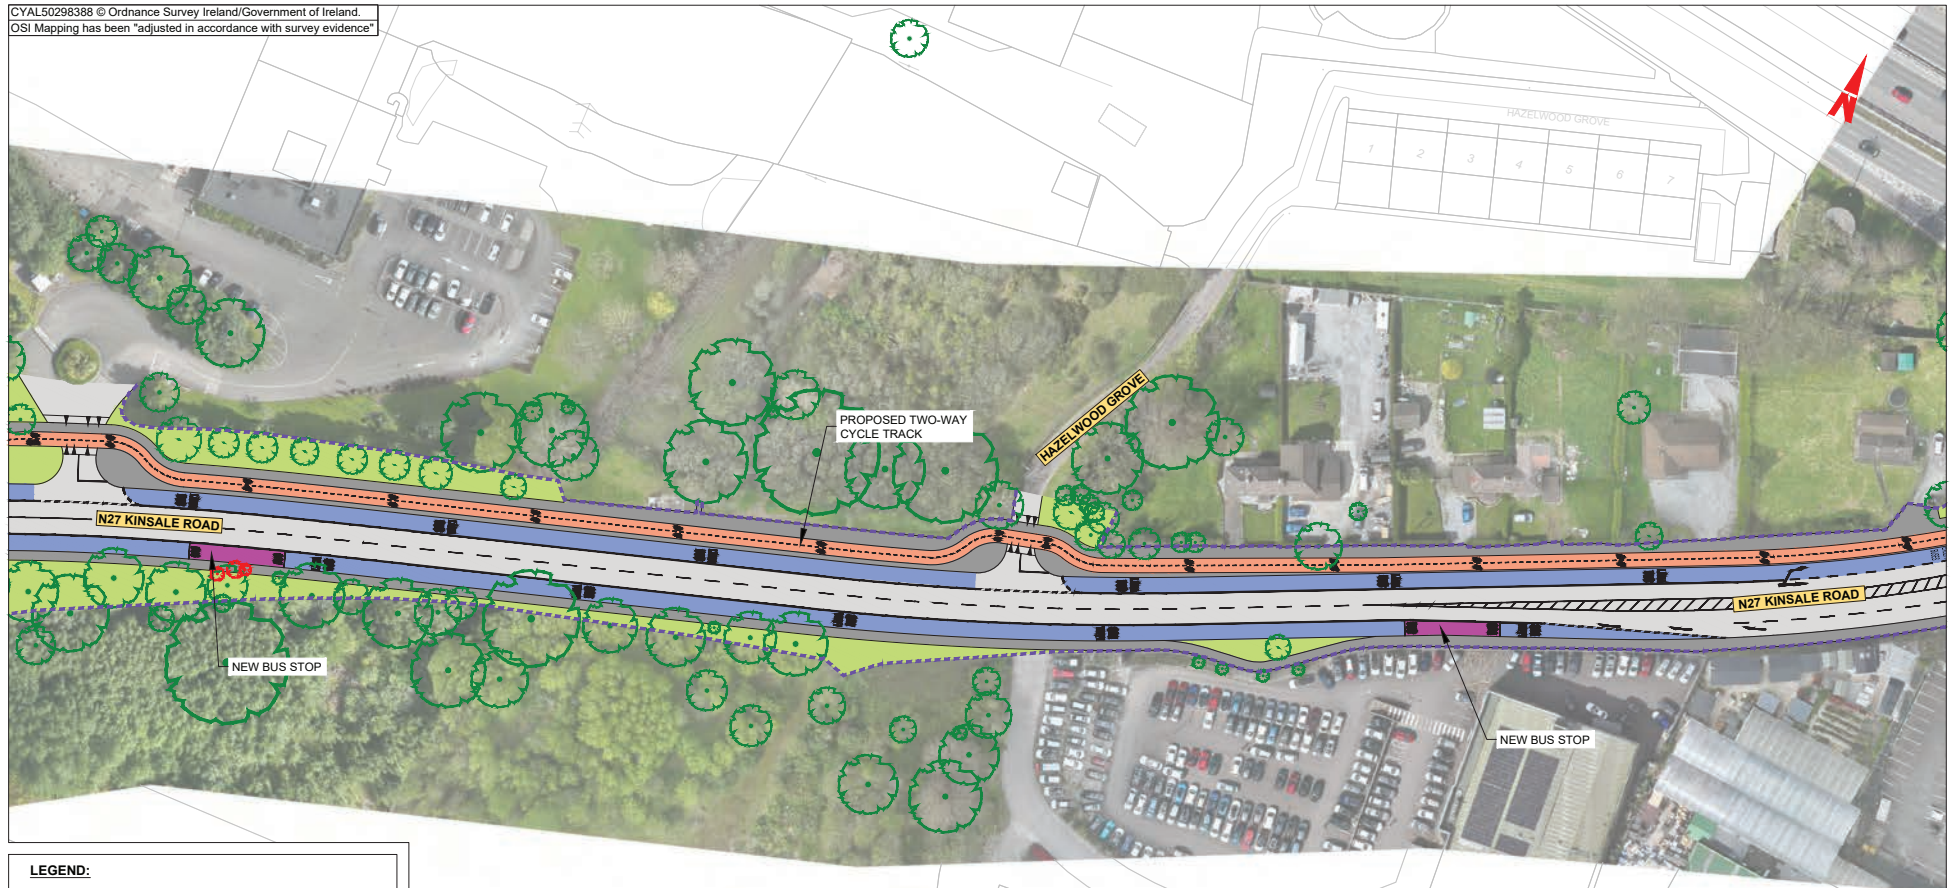 CYAL50298388 © Ordnance Survey Ireland/Government of Ireland.
OSI Mapping has been "adjusted in accordance with survey evidence"
N
HAZELWOOD GROVE
1 2 3 4 5 6 7
HAZELWOOD GROVE
PROPOSED TWO-WAY
CYCLE TRACK
N27 KINSALE ROAD
N27 KINSALE ROAD
NEW BUS STOP
NEW BUS STOP
LEGEND: